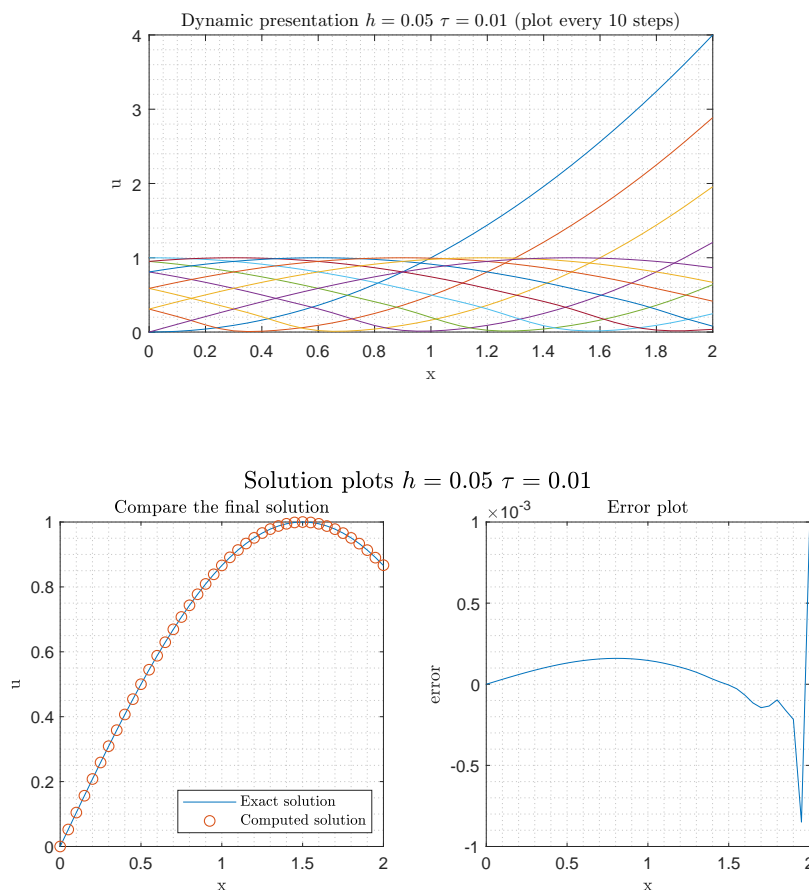 Dynamic presentation h = 0.05 τ = 0.01 (plot every 10 steps)
4
3
2
1
0
u
0 0.2 0.4 0.6 0.8 1 1.2 1.4 1.6 1.8 2
x
Solution plots h = 0.05 τ = 0.01
Compare the final solution
1
0.8
0.6
0.4
0.2
0
u
Exact solution
Computed solution
0 0.5 1 1.5 2
x
Error plot
×10^-3
1
0.5
0
-0.5
-1
error
0 0.5 1 1.5 2
x